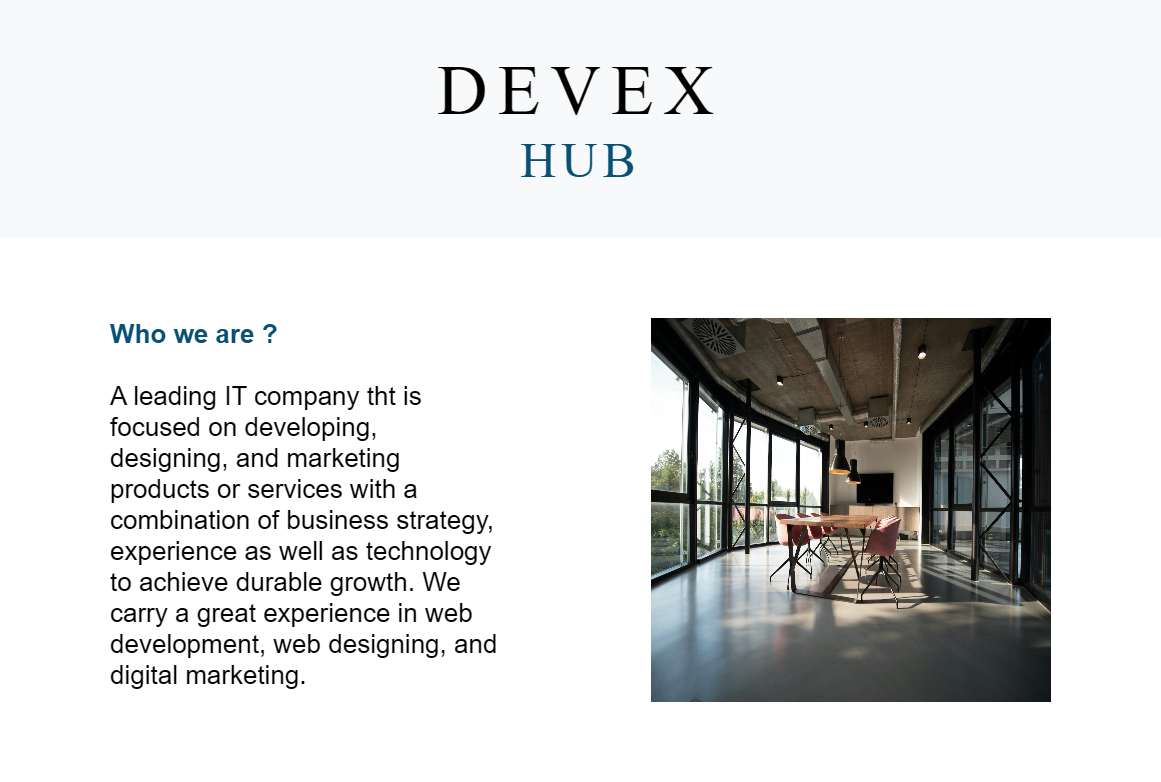 DEVEX
HUB
Who we are ?
A leading IT company tht is
focused on developing,
designing, and marketing
products or services with a
combination of business strategy,
experience as well as technology
to achieve durable growth. We
carry a great experience in web
development, web designing, and
digital marketing.